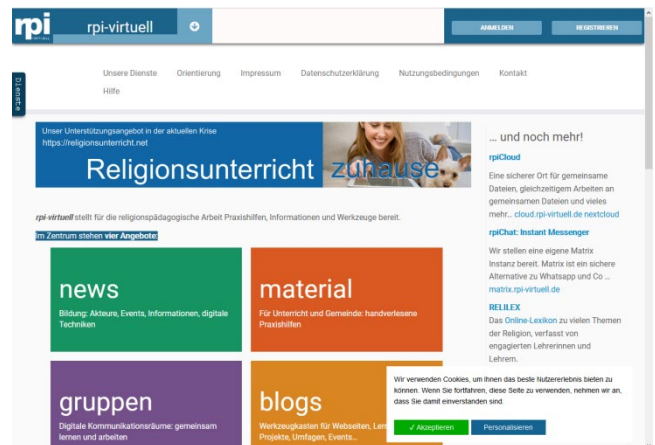 rpi
VIRTUELL
rpi-virtuell
ANMELDEN
REGISTRIEREN
Dienste
Unsere Dienste Orientierung Impressum Datenschutzerklärung Nutzungsbedingungen Kontakt
Hilfe
Unser Unterstützungsangebot in der aktuellen Krise
https://religionsunterricht.net
Religionsunterricht zuhause
rpi-virtuell stellt für die religionspädagogische Arbeit Praxishilfen, Informationen und Werkzeuge bereit.
Im Zentrum stehen vier Angebote:
news
Bildung: Akteure, Events, Informationen, digitale
Techniken
material
Für Unterricht und Gemeinde: handverlesene
Praxishilfen
gruppen
Digitale Kommunikationsräume: gemeinsam
lernen und arbeiten
blogs
Werkzeugkasten für Webseiten, Lern
Projekte, Umfagen, Events...
... und noch mehr!
rpiCloud
Eine sicherer Ort für gemeinsame
Dateien, gleichzeitigem Arbeiten an
gemeinsamen Dateien und vieles
mehr... cloud.rpi-virtuell.de nextcloud
rpiChat: Instant Messenger
Wir stellen eine eigene Matrix
Instanz bereit. Matrix ist ein sichere
Alternative zu Whatsapp und Co ...
matrix.rpi-virtuell.de
RELILEX
Das Online-Lexikon zu vielen Themen
der Religion, verfasst von
engagierten Lehrerinnen und
Lehrern.
Wir verwenden Cookies, um Ihnen das beste Nutzererlebnis bieten zu
können. Wenn Sie fortfahren, diese Seite zu verwenden, nehmen wir an,
dass Sie damit einverstanden sind.
✓ Akzeptieren
Personalisieren